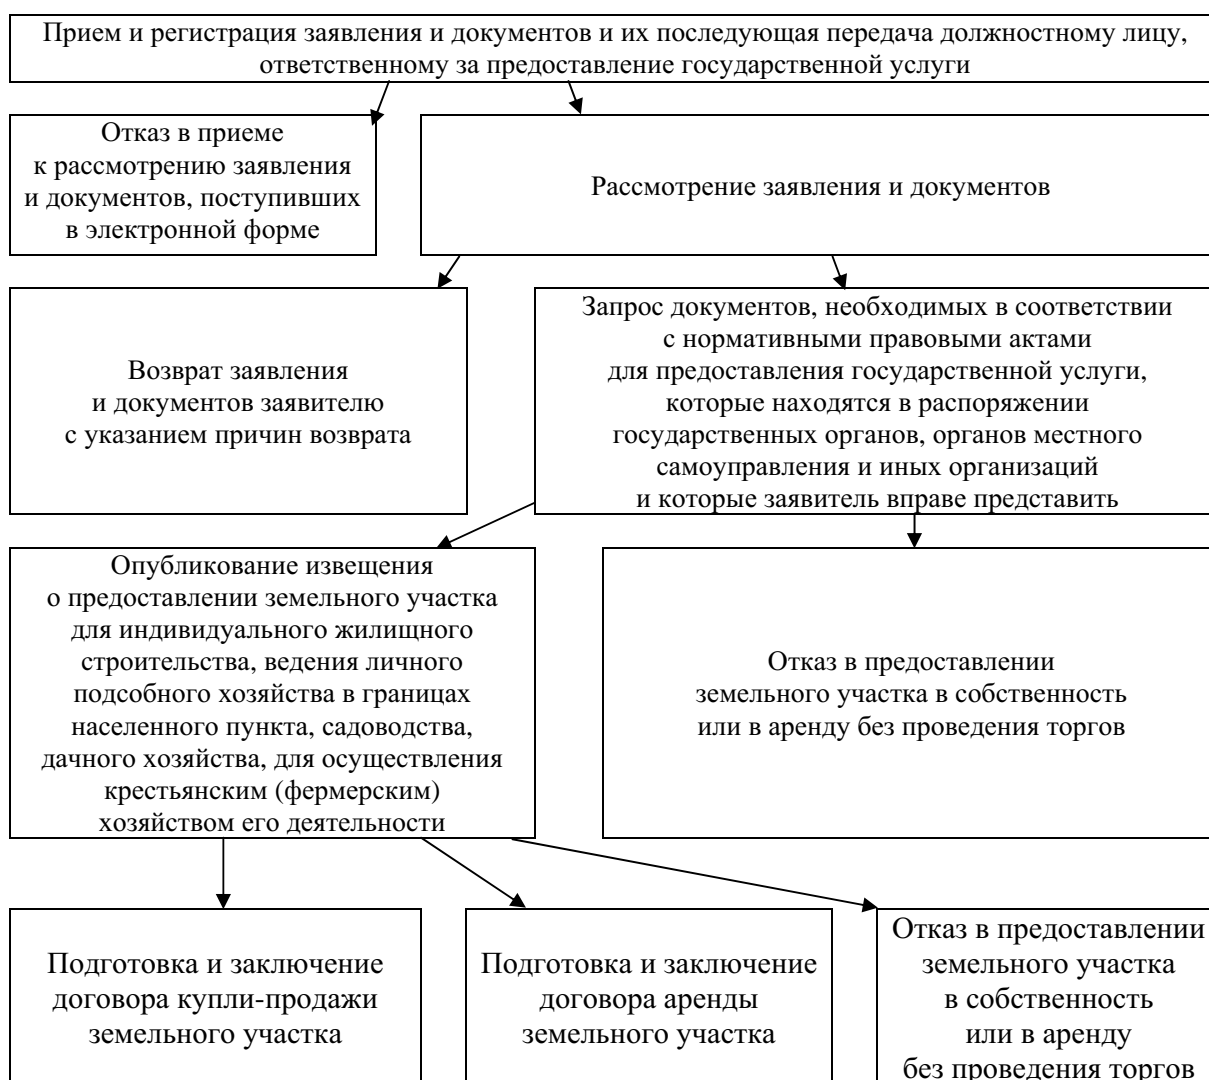 Прием и регистрация заявления и документов и их последующая передача должностному лицу,
ответственному за предоставление государственной услуги
Отказ в приеме
к рассмотрению заявления
и документов, поступивших
в электронной форме
Рассмотрение заявления и документов
Возврат заявления
и документов заявителю
с указанием причин возврата
Запрос документов, необходимых в соответствии
с нормативными правовыми актами
для предоставления государственной услуги,
которые находятся в распоряжении
государственных органов, органов местного
самоуправления и иных организаций
и которые заявитель вправе представить
Опубликование извещения
о предоставлении земельного участка
для индивидуального жилищного
строительства, ведения личного
подсобного хозяйства в границах
населенного пункта, садоводства,
дачного хозяйства, для осуществления
крестьянским (фермерским)
хозяйством его деятельности
Отказ в предоставлении
земельного участка в собственность
или в аренду без проведения торгов
Подготовка и заключение
договора купли-продажи
земельного участка
Подготовка и заключение
договора аренды
земельного участка
Отказ в предоставлении
земельного участка
в собственность
или в аренду
без проведения торгов